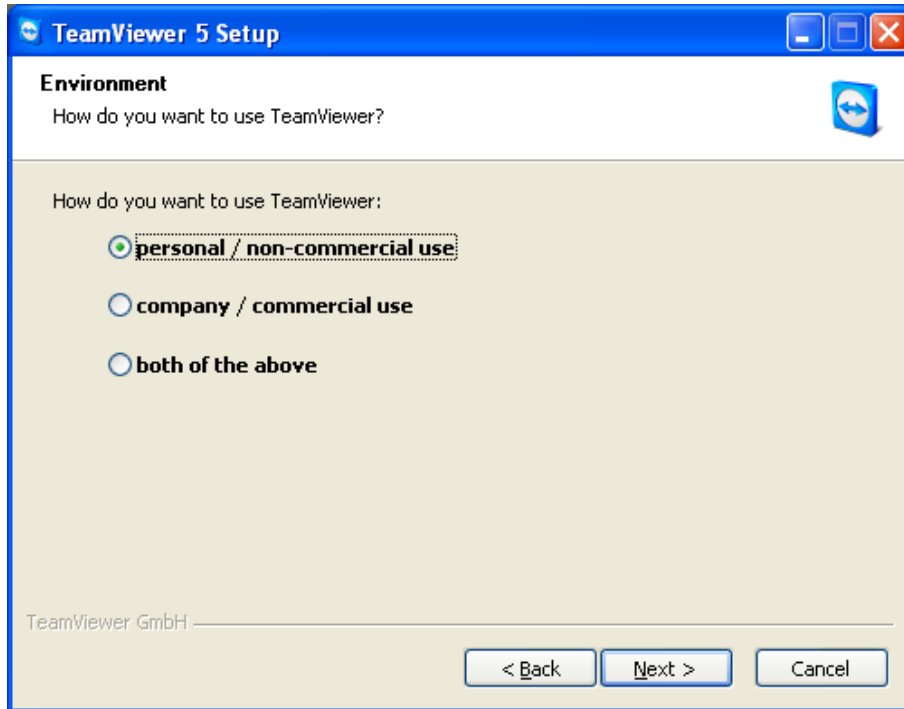 TeamViewer 5 Setup
Environment
How do you want to use TeamViewer?
How do you want to use TeamViewer:
personal / non-commercial use
company / commercial use
both of the above
TeamViewer GmbH
< Back
Next >
Cancel